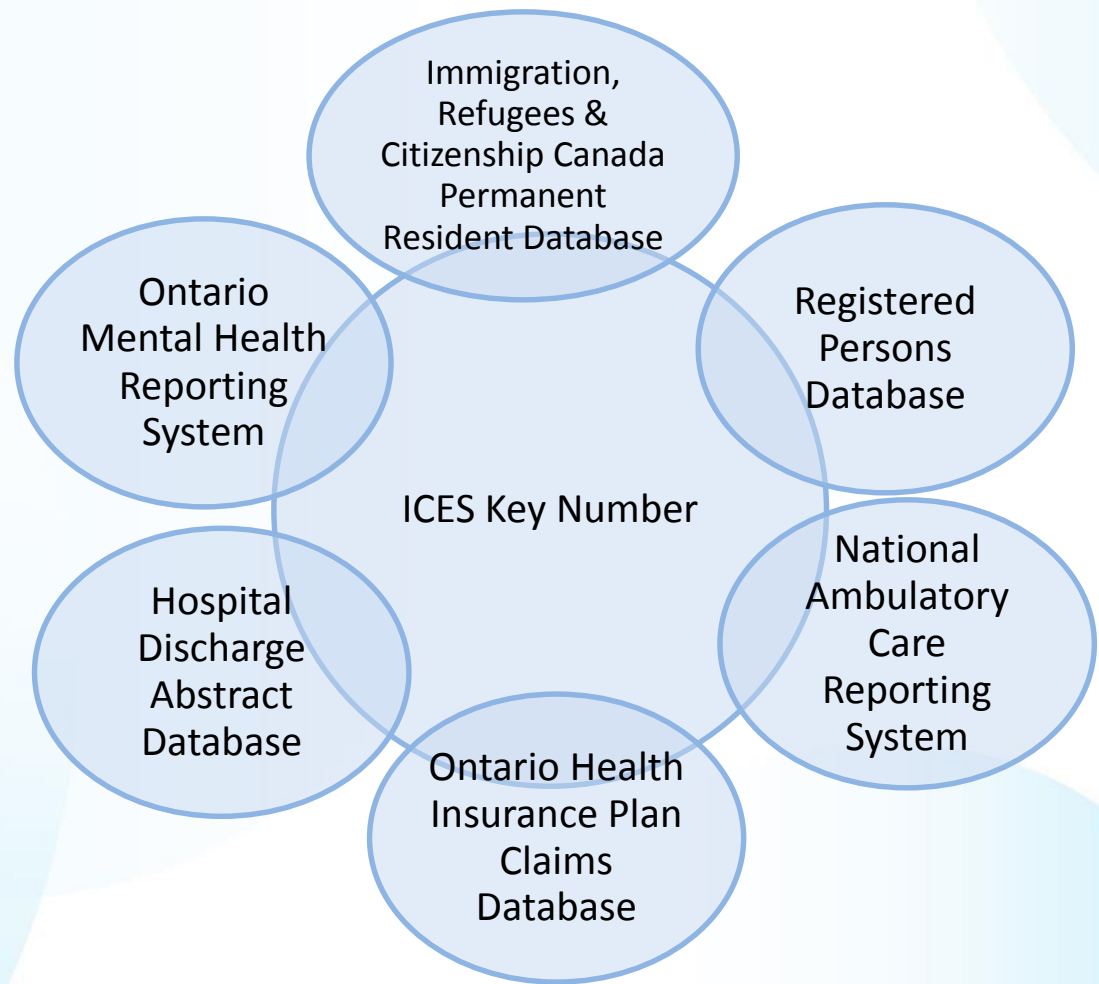 Immigration,
Refugees &
Citizenship Canada
Permanent
Resident Database
Ontario
Mental Health
Reporting
System
Registered
Persons
Database
ICES Key Number
National
Ambulatory
Care
Reporting
System
Hospital
Discharge
Abstract
Database
Ontario Health
Insurance Plan
Claims
Database